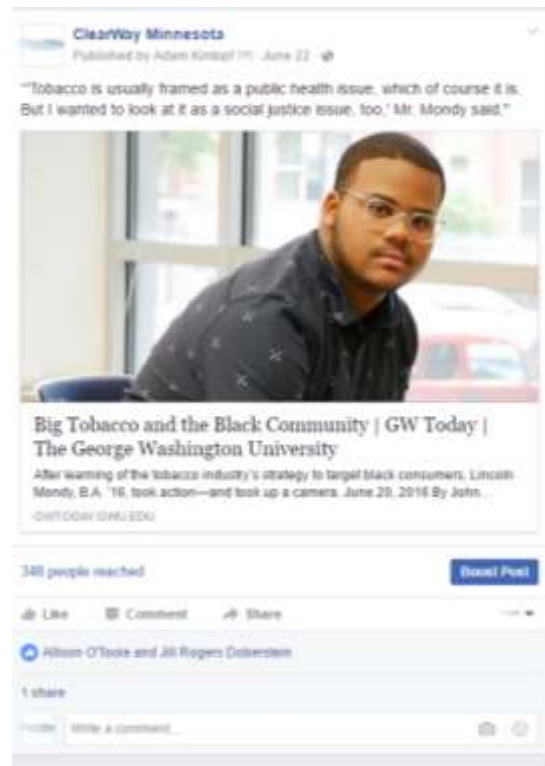 ClearWay Minnesota
Published by Adam · June 22 ·
"'Tobacco is usually framed as a public health issue, which of course it is.
But I wanted to look at it as a social justice issue, too,' Mr. Mondy said."
Big Tobacco and the Black Community | GW Today |
The George Washington University
After learning of the tobacco industry's strategy to target black consumers, Lincoln
Mondy, B.A. '16, took action—and took up a camera. June 20, 2016 By John...
GWTODAY.GWU.EDU
people reached
Boost Post
Like Comment Share
Allison O'Toole and Jill Rogers Doberstein
1 share
Write a comment...